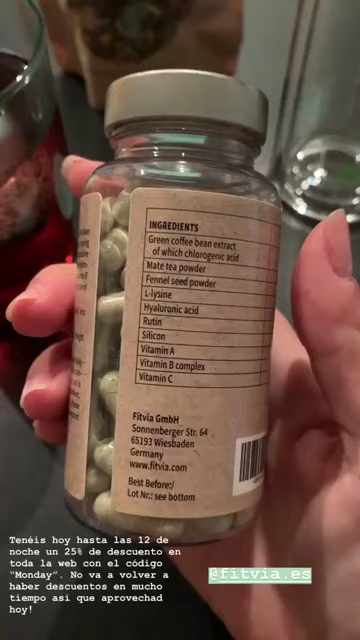 INGREDIENTS
Green coffee bean extract
of which chlorogenic acid
Mate tea powder
Fennel seed powder
L-lysine
Hyaluronic acid
Rutin
Silicon
Vitamin A
Vitamin B complex
Vitamin C
Fitvia GmbH
Sonnenberger Str. 64
65193 Wiesbaden
Germany
www.fitvia.com
Best Before:/
Lot Nr.: see bottom
Tenéis hoy hasta las 12 de
noche un 25% de descuento en
toda la web con el código
"Monday". No va a volver a
haber descuentos en mucho
tiempo asi que aprovechad
hoy!
@fitvia.es